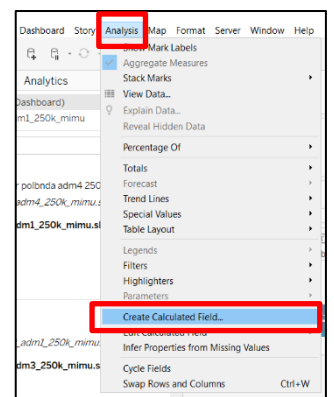 Dashboard Story Analysis Map Format Server Window Help
Show Mark Labels
Aggregate Measures
Analytics
Stack Marks
Dashboard)
View Data...
m1_250k_mimu
Explain Data...
Reveal Hidden Data
Percentage Of
Totals
r polbnda adm4 250
Forecast
adm4_250k_mimu.s
Trend Lines
Special Values
dm1_250k_mimu.sl
Table Layout
Legends
Filters
Highlighters
Parameters
Create Calculated Field...
Edit Calculated Field
_adm1_250k_mimu.
Infer Properties from Missing Values
dm3_250k_mimu.s
Cycle Fields
Swap Rows and Columns Ctrl+W